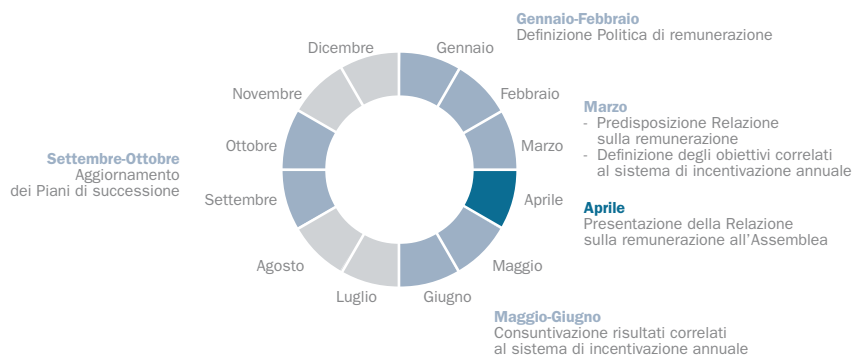 Gennaio-Febbraio
Definizione Politica di remunerazione
Dicembre
Gennaio
Novembre
Febbraio
Marzo
- Predisposizione Relazione
sulla remunerazione
- Definizione degli obiettivi correlati
al sistema di incentivazione annuale
Ottobre
Marzo
Settembre-Ottobre
Aggiornamento
dei Piani di successione
Settembre
Aprile
Aprile
Presentazione della Relazione
sulla remunerazione all'Assemblea
Agosto
Maggio
Luglio
Giugno
Maggio-Giugno
Consuntivazione risultati correlati
al sistema di incentivazione annuale